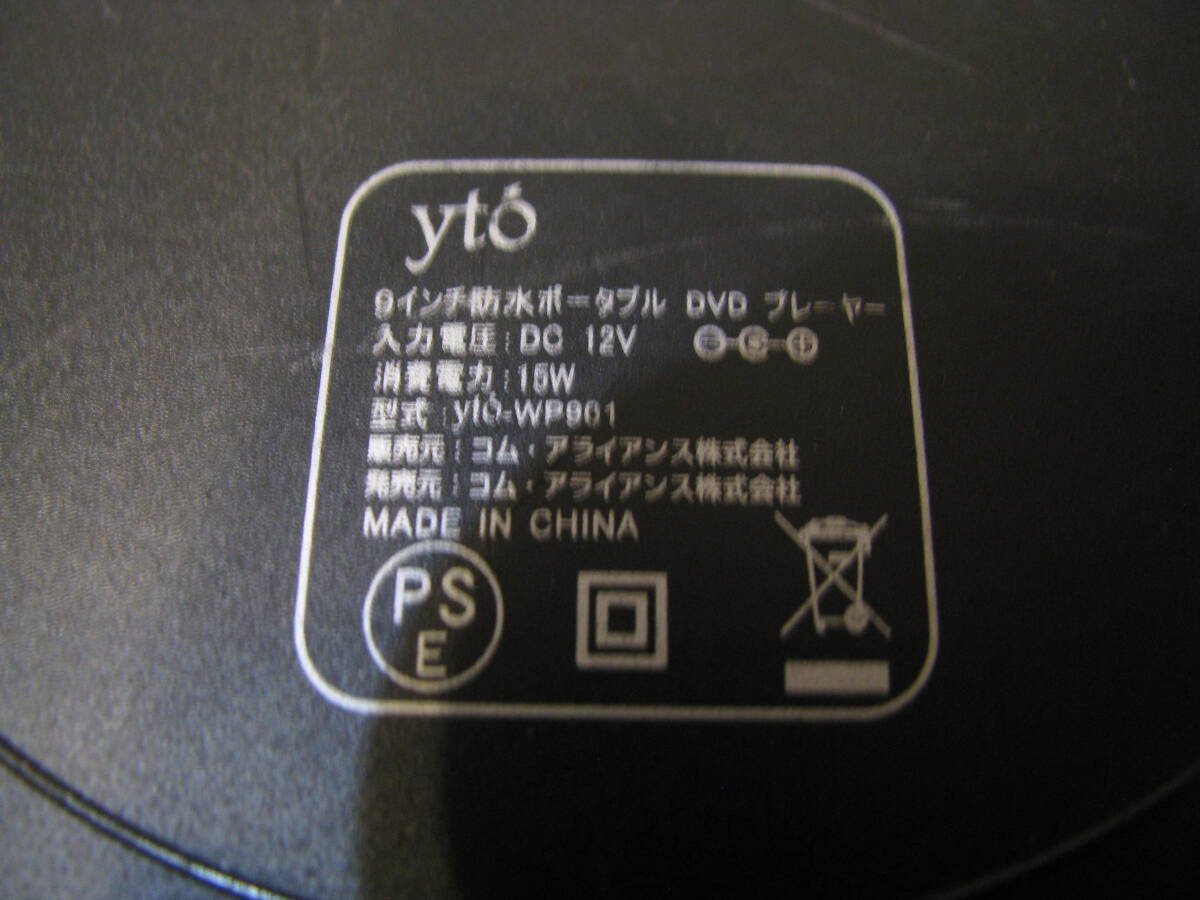 ytó
9インチ防水ポータブル DVD プレーヤー
入力電圧：DC 12V
消費電力：15W
型式：ytó-WP901
販売元：コム・アライアンス株式会社
発売元：コム・アライアンス株式会社
MADE IN CHINA
PS
E